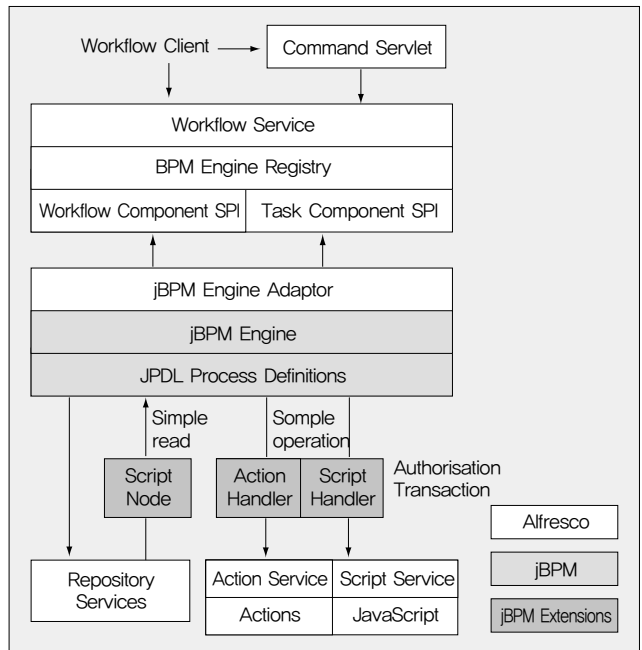 Workflow Client
Command Servlet
Workflow Service
BPM Engine Registry
Workflow Component SPI
Task Component SPI
jBPM Engine Adaptor
jBPM Engine
JPDL Process Definitions
Simple
read
Somple
operation
Script
Node
Action
Handler
Script
Handler
Authorisation
Transaction
Repository
Services
Action Service
Script Service
Actions
JavaScript
Alfresco
jBPM
jBPM Extensions